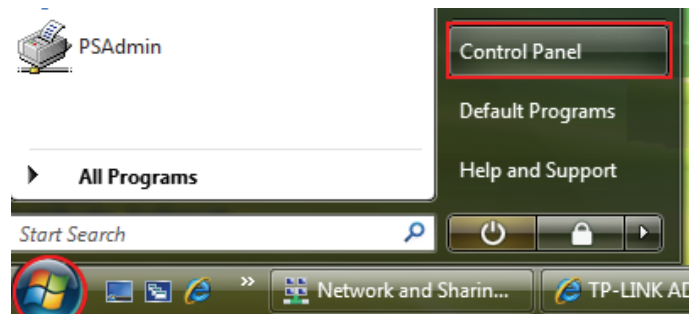 PSAdmin
Control Panel
Default Programs
All Programs
Help and Support
Start Search
Network and Sharin...
TP-LINK AD